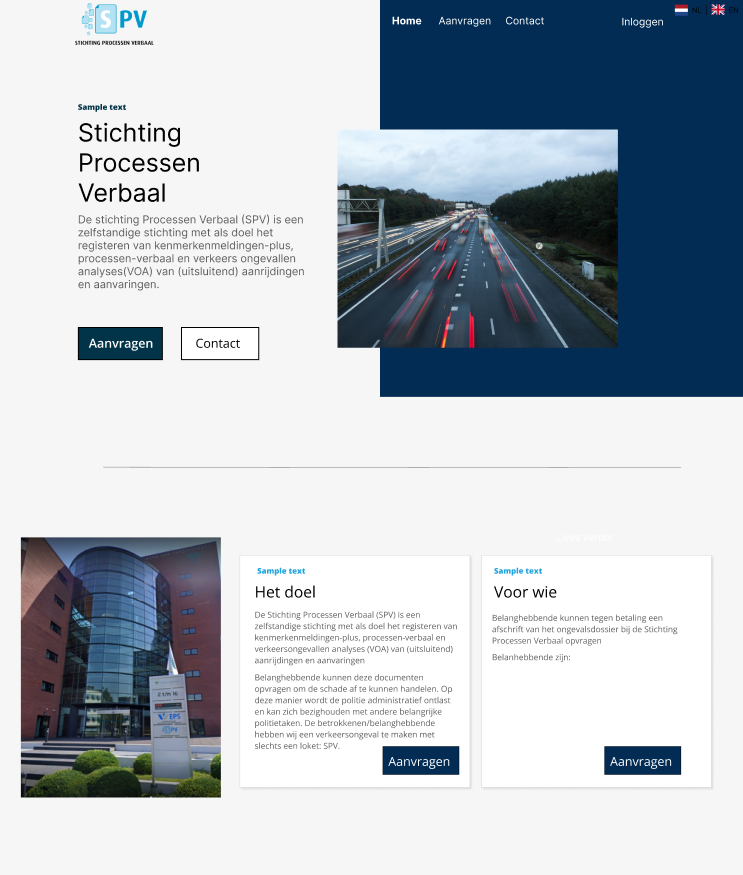 SPV
STICHTING PROCESSEN VERBAAL
Home Aanvragen Contact Inloggen NL | EN
Sample text
Stichting
Processen
Verbaal
De stichting Processen Verbaal (SPV) is een
zelfstandige stichting met als doel het
registeren van kenmerkenmeldingen-plus,
processen-verbaal en verkeers ongevallen
analyses(VOA) van (uitsluitend) aanrijdingen
en aanvaringen.
Aanvragen Contact
Sample text
Het doel
De Stichting Processen Verbaal (SPV) is een
zelfstandige stichting met als doel het registeren van
kenmerkenmeldingen-plus, processen-verbaal en
verkeersongevallen analyses (VOA) van (uitsluitend)
aanrijdingen en aanvaringen
Belanghebbende kunnen deze documenten
opvragen om de schade af te kunnen handelen. Op
deze manier wordt de politie administratief ontlast
en kan zich bezighouden met andere belangrijke
politietaken. De betrokkenen/belanghebbende
hebben wij een verkeersongeval te maken met
slechts een loket: SPV.
Aanvragen
Sample text
Voor wie
Belanghebbende kunnen tegen betaling een
afschrift van het ongevalsdossier bij de Stichting
Processen Verbaal opvragen
Belanhebbende zijn:
Aanvragen
2 t/m 16
EPS
SPV